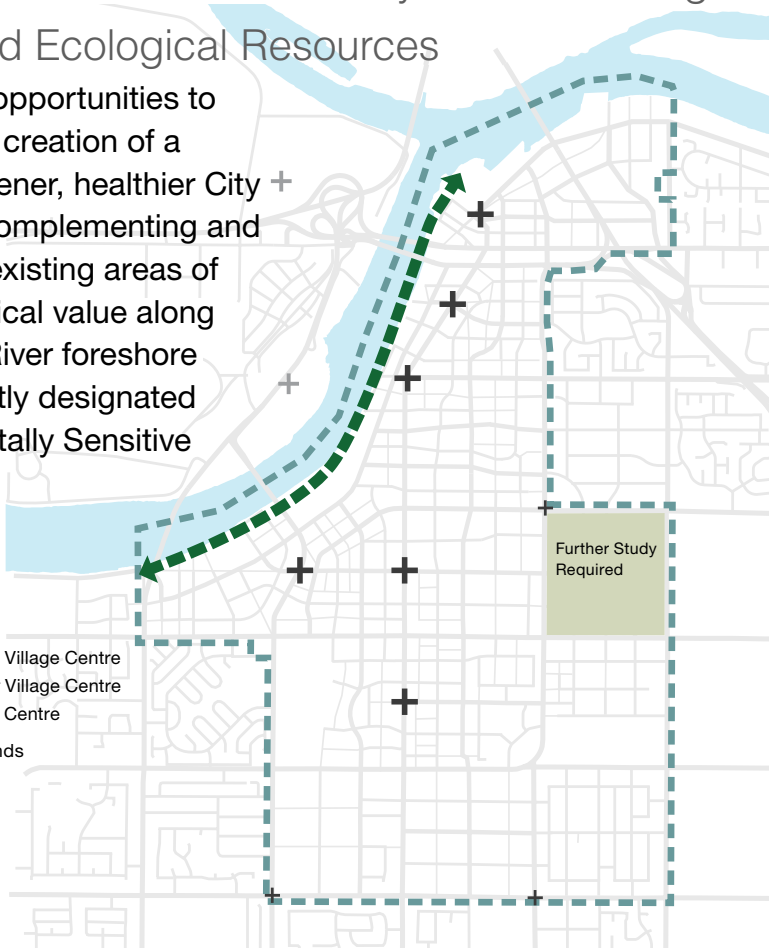 d Ecological Resources
opportunities to
creation of a
ener, healthier City
omplementing and
existing areas of
ical value along
River foreshore
tly designated
tally Sensitive
Further Study
Required
Village Centre
Village Centre
Centre
nds